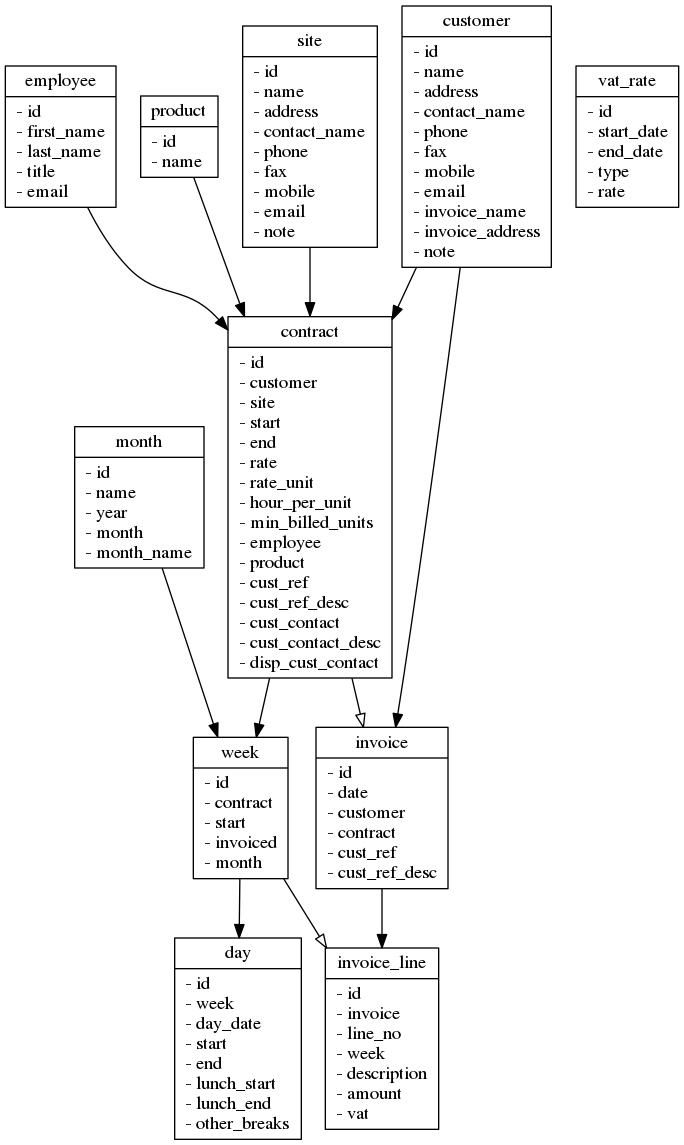 employee
- id
- first_name
- last_name
- title
- email
product
- id
- name
site
- id
- name
- address
- contact_name
- phone
- fax
- mobile
- email
- note
customer
- id
- name
- address
- contact_name
- phone
- fax
- mobile
- email
- invoice_name
- invoice_address
- note
vat_rate
- id
- start_date
- end_date
- type
- rate
contract
- id
- customer
- site
- start
- end
- rate
- rate_unit
- hour_per_unit
- min_billed_units
- employee
- product
- cust_ref
- cust_ref_desc
- cust_contact
- cust_contact_desc
- disp_cust_contact
month
- id
- name
- year
- month
- month_name
week
- id
- contract
- start
- invoiced
- month
invoice
- id
- date
- customer
- contract
- cust_ref
- cust_ref_desc
day
- id
- week
- day_date
- start
- end
- lunch_start
- lunch_end
- other_breaks
invoice_line
- id
- invoice
- line_no
- week
- description
- amount
- vat